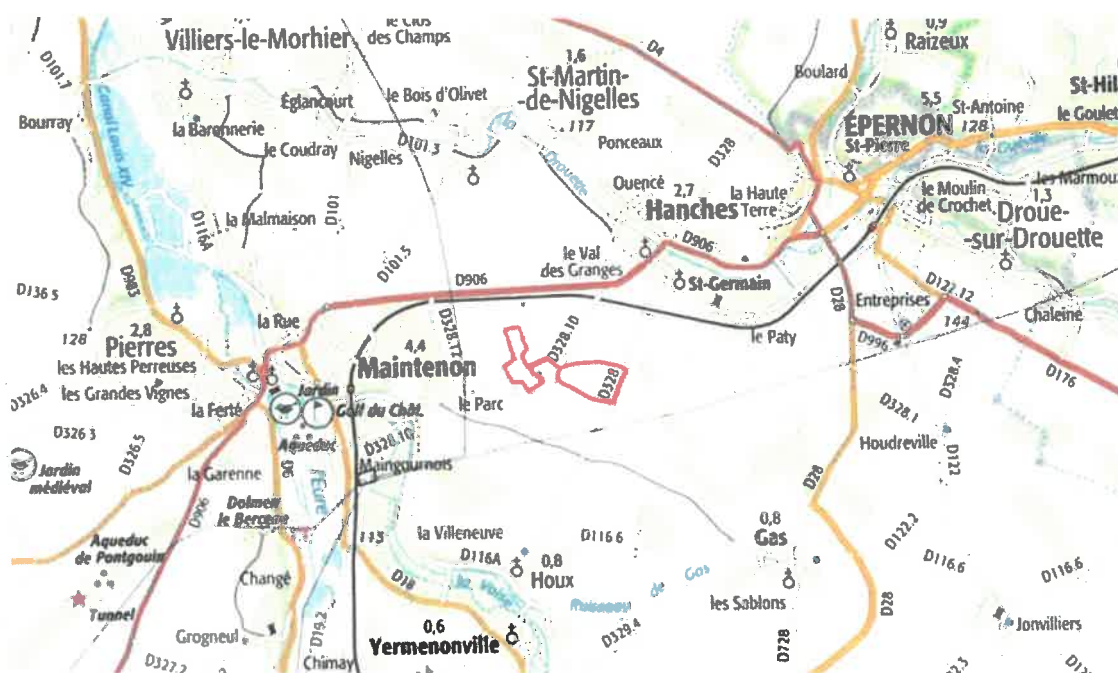 le Clos
des Champs
Villiers-le-Morhier
D101.7
Canal Louis XIV
Bourray
la Baronnerie
Églancourt
le Bois d'Olivet
le Coudray
Nigelles
D101.3
la Malmaison
D116A
D101
D101.5
1,6
St-Martin-
-de-Nigelles
117
D4
Boulard
0,9
Raizeux
5,5
St-Antoine
St-Hil
le Goulet
ÉPERNON
128
St-Pierre
Ponceaux
D328
Drouette
Ouencé
2,7
Hanches
la Haute
Terre
le Moulin
de Crochet
les Marmou
1,3
Droue-
-sur-Drouette
le Val
des Granges
D906
St-Germain
D906
D136 5
D983
128
2,8
Pierres
la Rue
les Hautes Perreuses
les Grandes Vignes
la Ferté
D326.4
D326 3
D326.5
Jardin
médiéval
4,4
Maintenon
Jardin
Golf du Chât.
Aqueduc
D328.12
D328.10
D328
le Parc
D328.10
Maingournois
le Paty
D28
Entreprises
D122.12
144
Chaleine
D996
D176
D328.4
D328.1
Houdreville
D122
D28
la Garenne
D906
D6
l'Eure
Dolmen
le Berceau
Aqueduc
de Pontgouin
Tunnel
113
la Villeneuve
D116A
0,8
Houx
D116 6
0,8
Gas
D122.2
D116.6
D116.6
Changé
D18
la Voise
Ruisseau de Gas
les Sablons
D28
Jonvilliers
Grogneul
D19.2
0,6
Yermenonville
D329.4
D728
D327.2
Chimay